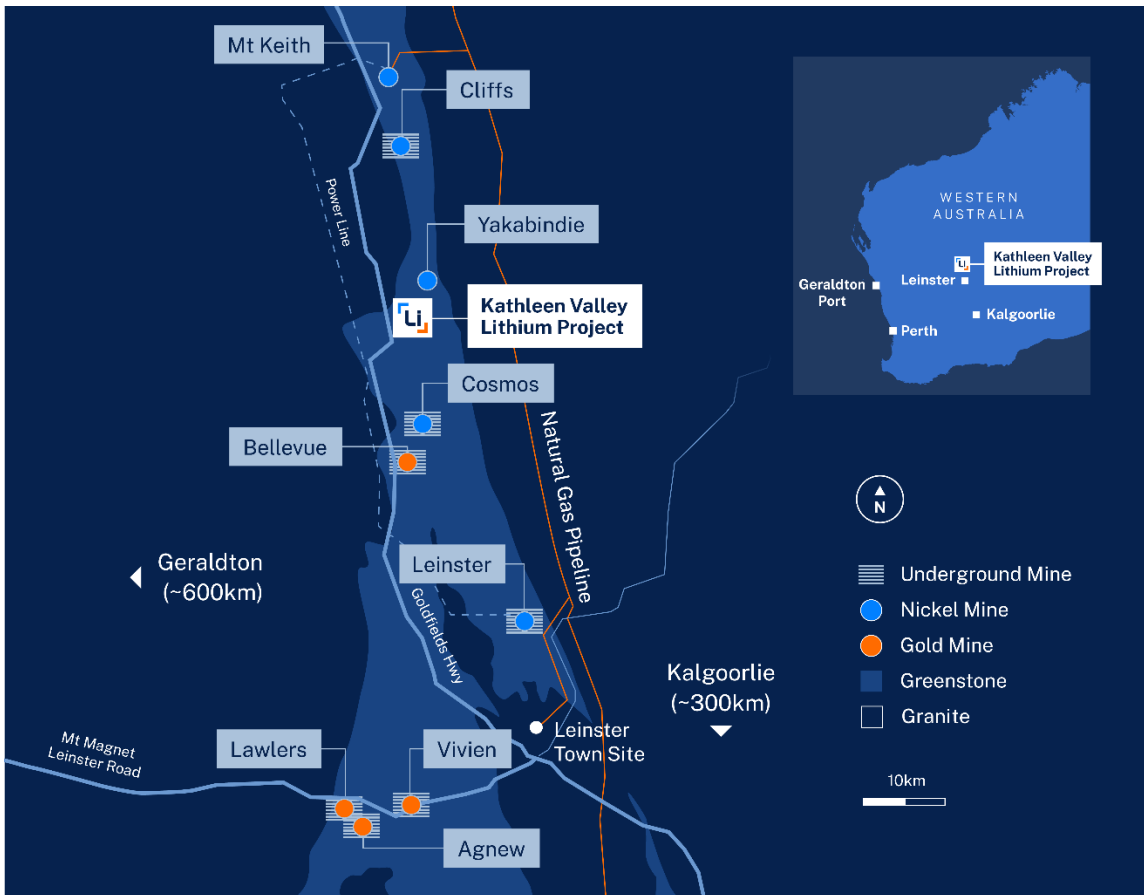 Mt Keith
Cliffs
Power Line
Yakabindie
Li
Kathleen Valley
Lithium Project
Cosmos
Bellevue
Natural Gas Pipeline
Geraldton
(~600km)
Leinster
Goldfields Hwy
Kalgoorlie
(~300km)
Leinster
Town Site
Mt Magnet
Leinster Road
Lawlers
Vivien
Agnew
WESTERN
AUSTRALIA
Li
Kathleen Valley
Lithium Project
Leinster
Geraldton
Port
Kalgoorlie
Perth
N
Underground Mine
Nickel Mine
Gold Mine
Greenstone
Granite
10km